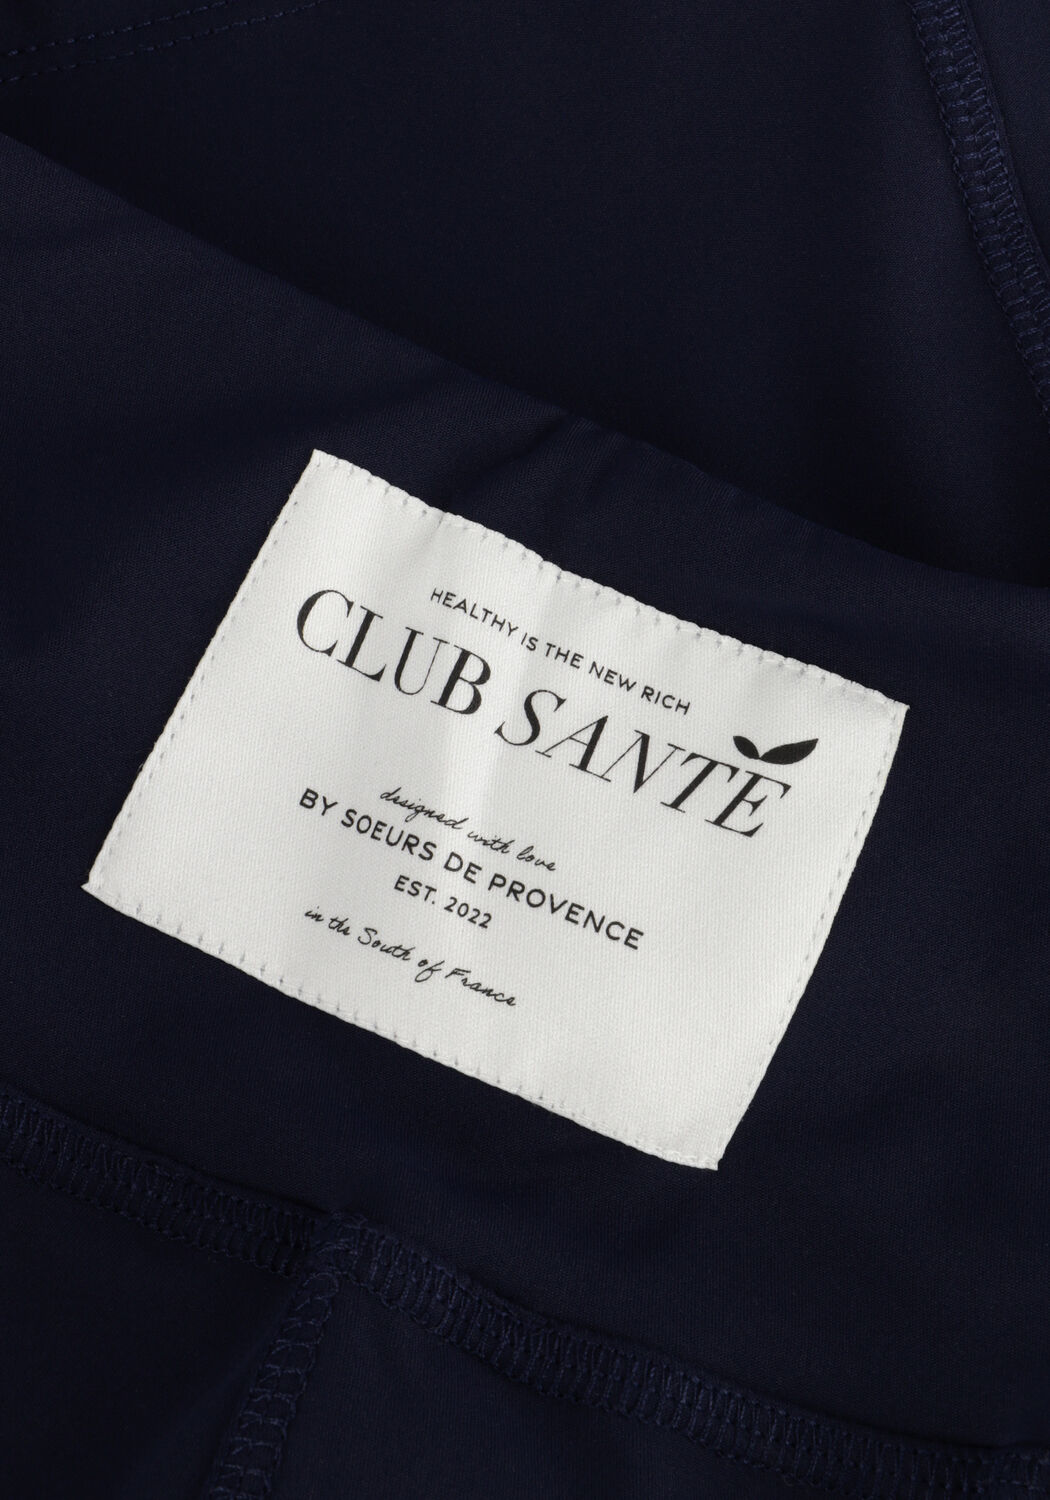 HEALTHY IS THE NEW RICH
CLUB SANTÉ
designed with love
BY SOEURS DE PROVENCE
EST. 2022
in the South of France